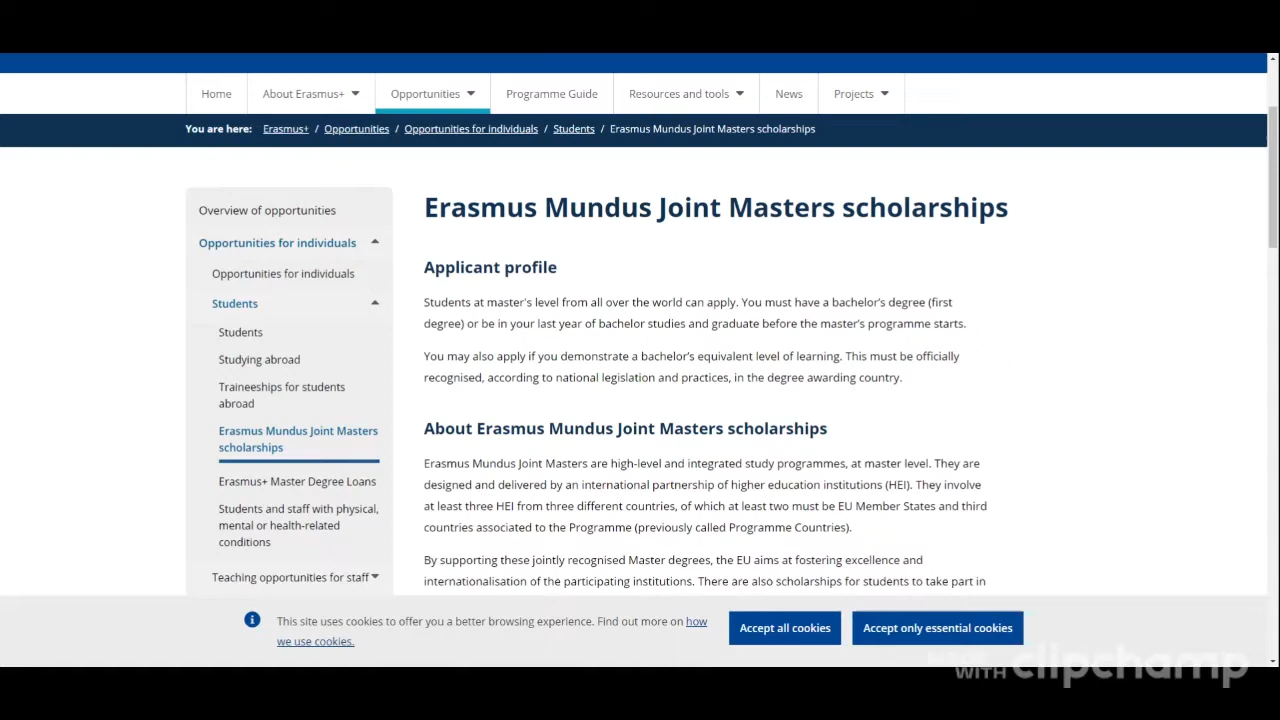 Home About Erasmus+ Opportunities Programme Guide Resources and tools News Projects
You are here: Erasmus+ / Opportunities / Opportunities for individuals / Students / Erasmus Mundus Joint Masters scholarships
Overview of opportunities
Opportunities for individuals
Opportunities for individuals
Students
Students
Studying abroad
Traineeships for students
abroad
Erasmus Mundus Joint Masters
scholarships
Erasmus+ Master Degree Loans
Students and staff with physical,
mental or health-related
conditions
Teaching opportunities for staff
Erasmus Mundus Joint Masters scholarships
Applicant profile
Students at master's level from all over the world can apply. You must have a bachelor’s degree (first
degree) or be in your last year of bachelor studies and graduate before the master’s programme starts.
You may also apply if you demonstrate a bachelor’s equivalent level of learning. This must be officially
recognised, according to national legislation and practices, in the degree awarding country.
About Erasmus Mundus Joint Masters scholarships
Erasmus Mundus Joint Masters are high-level and integrated study programmes, at master level. They are
designed and delivered by an international partnership of higher education institutions (HEI). They involve
at least three HEI from three different countries, of which at least two must be EU Member States and third
countries associated to the Programme (previously called Programme Countries).
By supporting these jointly recognised Master degrees, the EU aims at fostering excellence and
internationalisation of the participating institutions. There are also scholarships for students to take part in
This site uses cookies to offer you a better browsing experience. Find out more on how
we use cookies.
Accept all cookies
Accept only essential cookies
WITH clipchamp